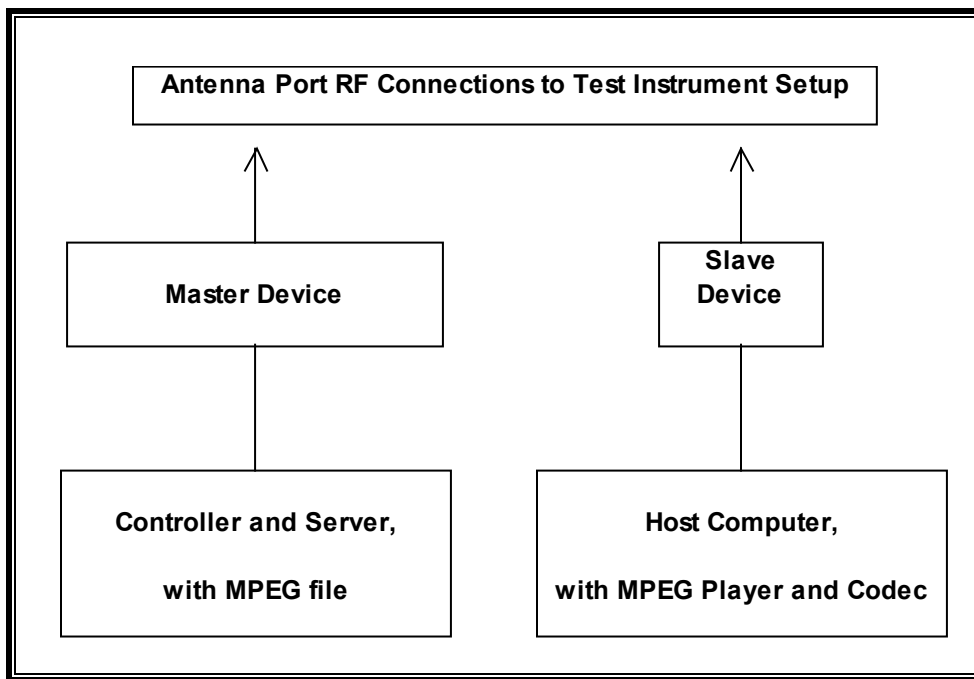 Antenna Port RF Connections to Test Instrument Setup
Master Device
Slave
Device
Controller and Server,
with MPEG file
Host Computer,
with MPEG Player and Codec